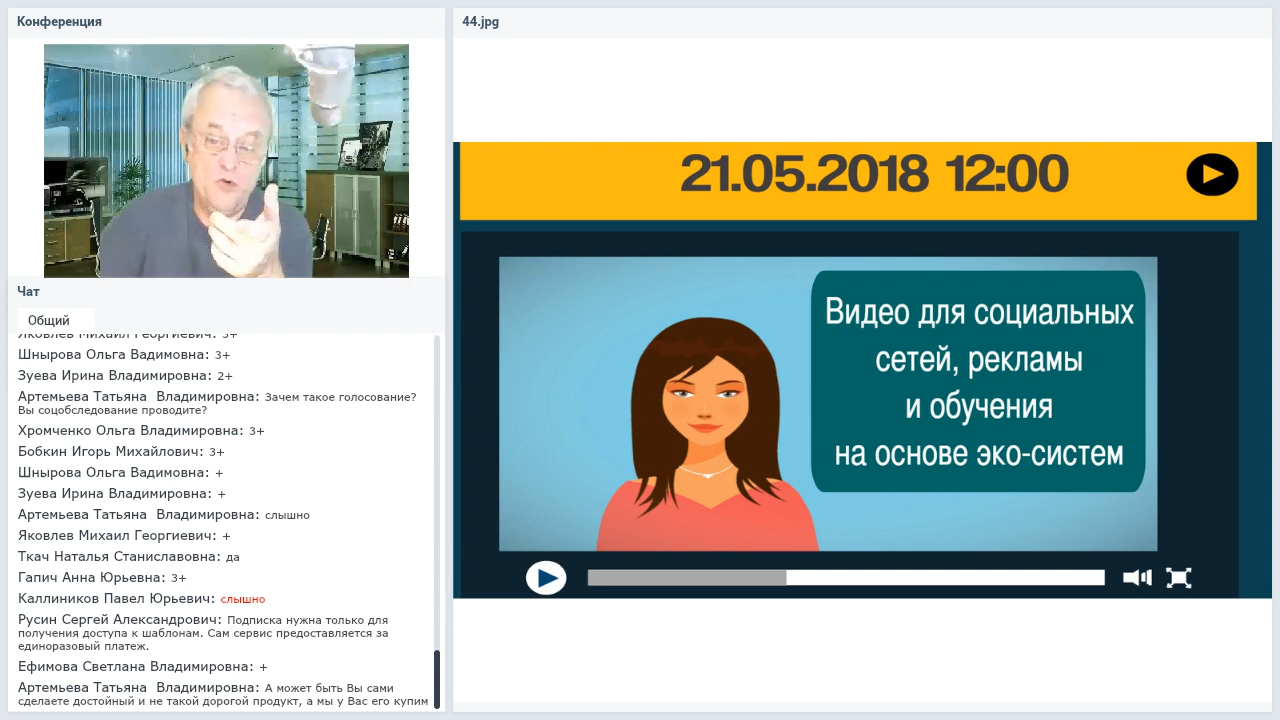 Конференция
Чат
Общий
Яковлев Михаил Георгиевич: 3+
Шнырова Ольга Вадимовна: 3+
Зуева Ирина Владимировна: 2+
Артемьева Татьяна Владимировна: Зачем такое голосование?
Вы соцобследование проводите?
Хромченко Ольга Владимировна: 3+
Бобкин Игорь Михайлович: 3+
Шнырова Ольга Вадимовна: +
Зуева Ирина Владимировна: +
Артемьева Татьяна Владимировна: слышно
Яковлев Михаил Георгиевич: +
Ткач Наталья Станиславовна: да
Гапич Анна Юрьевна: 3+
Каллиников Павел Юрьевич: слышно
Русин Сергей Александрович: Подписка нужна только для
получения доступа к шаблонам. Сам сервис предоставляется за
единоразовый платеж.
Ефимова Светлана Владимировна: +
Артемьева Татьяна Владимировна: А может быть Вы сами
сделаете достойный и не такой дорогой продукт, а мы у Вас его купим
44.jpg
21.05.2018 12:00
Видео для социальных
сетей, рекламы
и обучения
на основе эко-систем